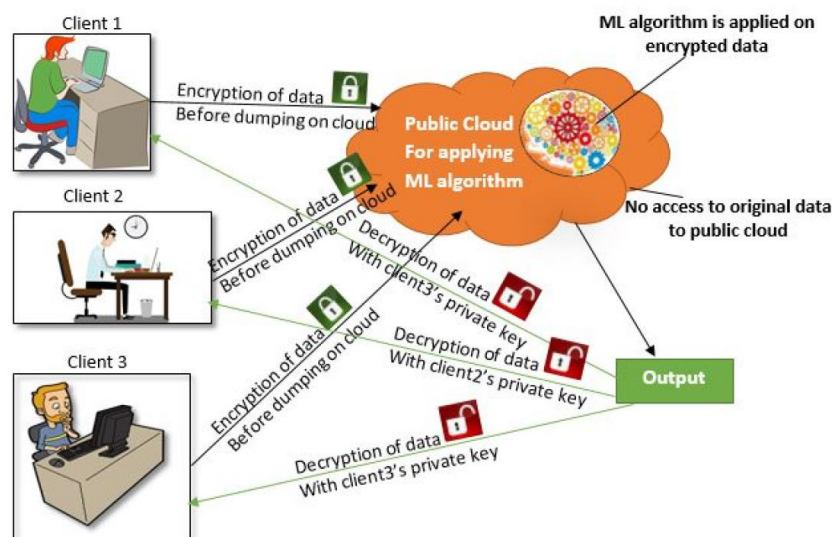 Client 1
ML algorithm is applied on
encrypted data
Encryption of data
Before dumping on cloud
Public Cloud
For applying
ML algorithm
Client 2
Encryption of data
Before dumping on cloud
No access to original data
to public cloud
Decryption of data
With client3's private key
Client 3
Encryption of data
Before dumping on cloud
Decryption of data
With client2's private key
Output
Decryption of data
With client3's private key